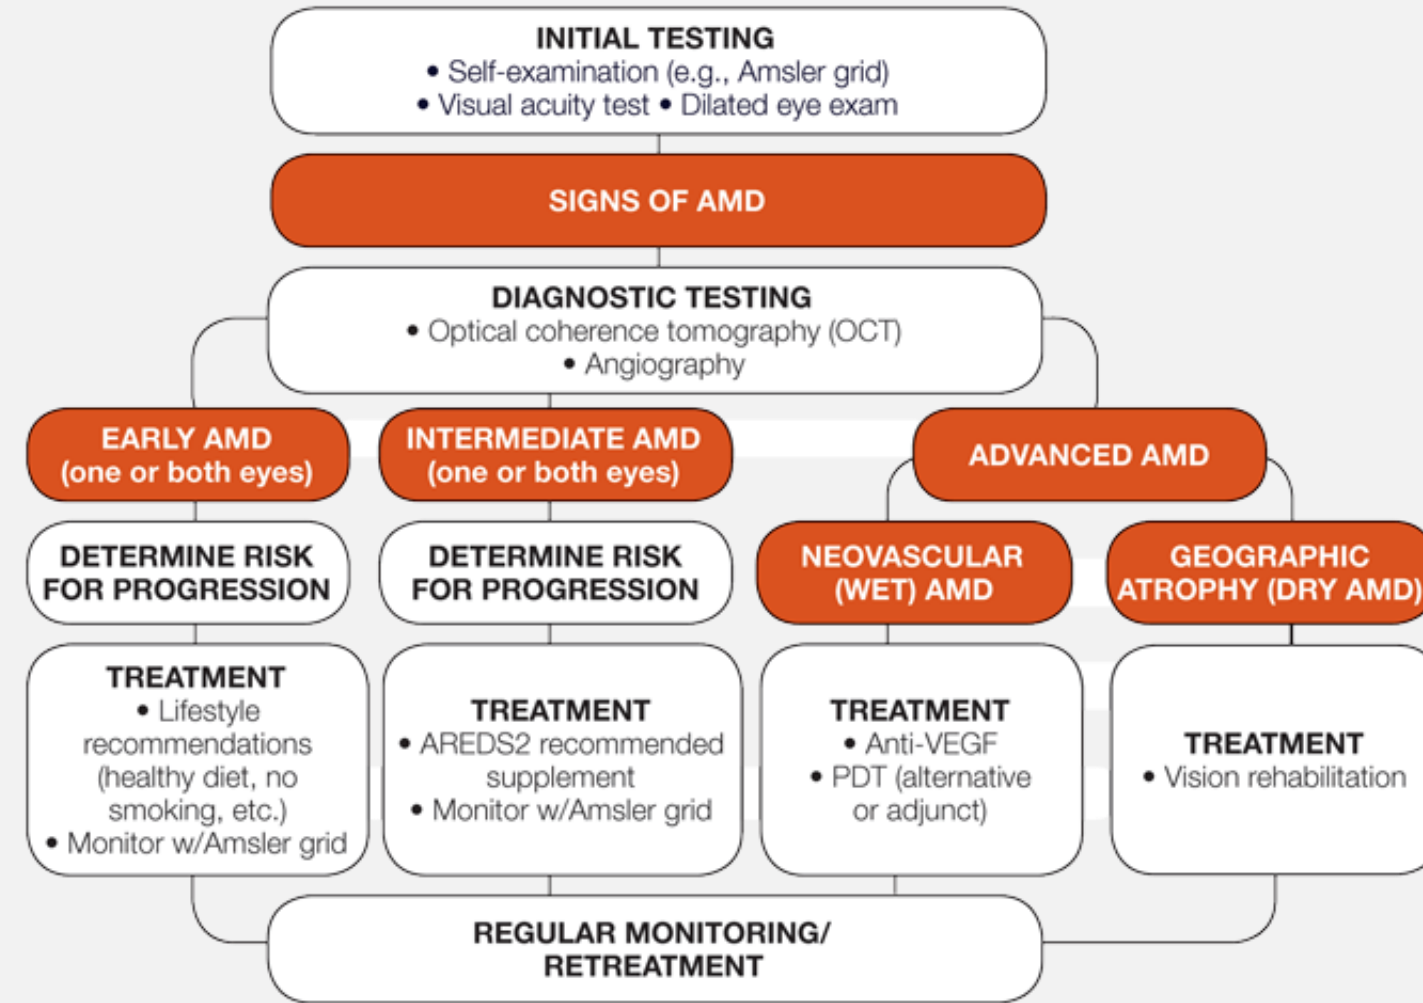 INITIAL TESTING
• Self-examination (e.g., Amsler grid)
• Visual acuity test • Dilated eye exam
SIGNS OF AMD
DIAGNOSTIC TESTING
• Optical coherence tomography (OCT)
• Angiography
EARLY AMD
(one or both eyes)
INTERMEDIATE AMD
(one or both eyes)
ADVANCED AMD
DETERMINE RISK
FOR PROGRESSION
DETERMINE RISK
FOR PROGRESSION
NEOVASCULAR
(WET) AMD
GEOGRAPHIC
ATROPHY (DRY AMD)
TREATMENT
• Lifestyle
recommendations
(healthy diet, no
smoking, etc.)
• Monitor w/Amsler grid
TREATMENT
• AREDS2 recommended
supplement
• Monitor w/Amsler grid
TREATMENT
• Anti-VEGF
• PDT (alternative
or adjunct)
TREATMENT
• Vision rehabilitation
REGULAR MONITORING/
RETREATMENT